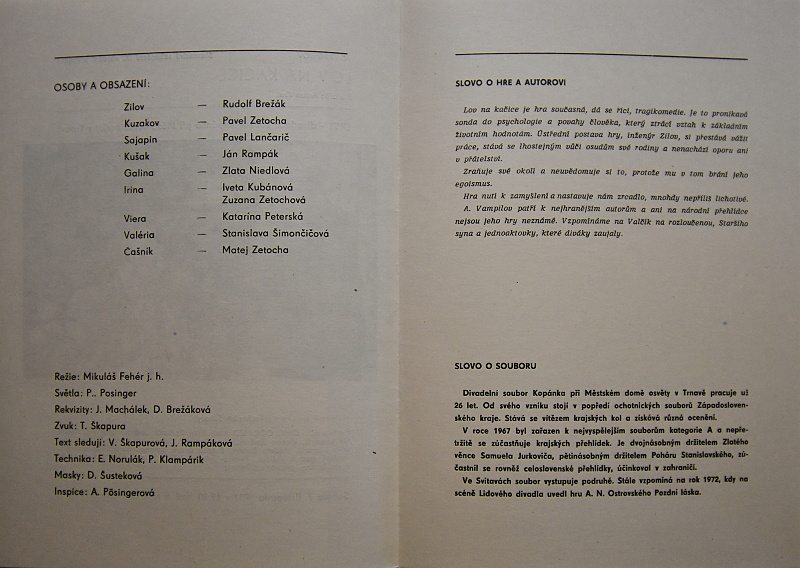 OSOBY A OBSAZENÍ:
Zilov — Rudolf Brežák
Kuzakov — Pavel Zetocha
Sajapin — Pavel Lančarič
Kušak — Ján Rampák
Galina — Zlata Niedlová
Irina — Iveta Kubánová
Zuzana Zetochová
Viera — Katarína Peterská
Valéria — Stanislava Šimončičová
Čašník — Matej Zetocha
Režie: Mikuláš Fehér j. h.
Světla: P.. Posinger
Rekvizity: J. Machálek, D. Brežáková
Zvuk: T. Škapura
Text sledují: V. Škapurová, J. Rampáková
Technika: E. Norulák, P. Klampárik
Masky: D. Šusteková
Inspice: A. Pösingerová
SLOVO O HRE A AUTOROVI
Lov na kačice je hra současná, dá se říci, tragikomedie. Je to pronikavá
sonda do psychologie a povahy člověka, který ztrácí vztah k základním
životním hodnotám. Ústřední postava hry, inženýr Zilov, si přestává vážit
práce, stává se lhostejným vůči osudům své rodiny a nenachází oporu ani
v přátelství.
Zraňuje své okolí a neuvědomuje si to, protože mu v tom brání jeho
egoismus.
Hra nutí k zamyšlení a nastavuje nám zrcadlo, mnohdy nepříliš lichotivé.
A. Vampilov patří k nejhranějším autorům a ani na národní přehlídce
nejsou jeho hry neznámé. Vzpomínáme na Valčík na rozloučenou, Staršího
syna a jednoaktovky, které diváky zaujaly.
SLOVO O SOUBORU
Divadelní soubor Kopánka při Městském domě osvěty v Trnavě pracuje už
26 let. Od svého vzniku stojí v popředí ochotnických souborů Západosloven-
ského kraje. Stává se vítězem krajských kol a získává různá ocenění.
V roce 1967 byl zařazen k nejvyspělejším souborům kategorie A a nepře-
tržitě se zúčastňuje krajských přehlídek. Je dvojnásobným držitelem Zlatého
věnce Samuela Jurkoviča, pětinásobným držitelem Poháru Stanislavského, zú-
častnil se rovněž celoslovenské přehlídky, účinkoval v zahraničí.
Ve Svitavách soubor vystupuje podruhé. Stále vzpomíná na rok 1972, kdy na
scéně Lidového divadla uvedl hru A. N. Ostrovského Pozdní láska.